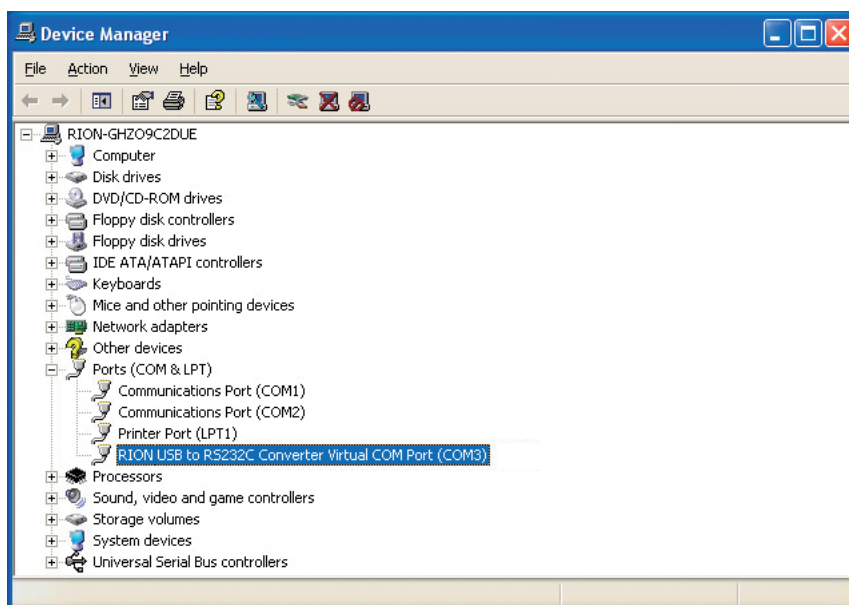 Device Manager
File Action View Help
RION-GHZO9C2DUE
Computer
Disk drives
DVD/CD-ROM drives
Floppy disk controllers
Floppy disk drives
IDE ATA/ATAPI controllers
Keyboards
Mice and other pointing devices
Network adapters
Other devices
Ports (COM & LPT)
Communications Port (COM1)
Communications Port (COM2)
Printer Port (LPT1)
RION USB to RS232C Converter Virtual COM Port (COM3)
Processors
Sound, video and game controllers
Storage volumes
System devices
Universal Serial Bus controllers